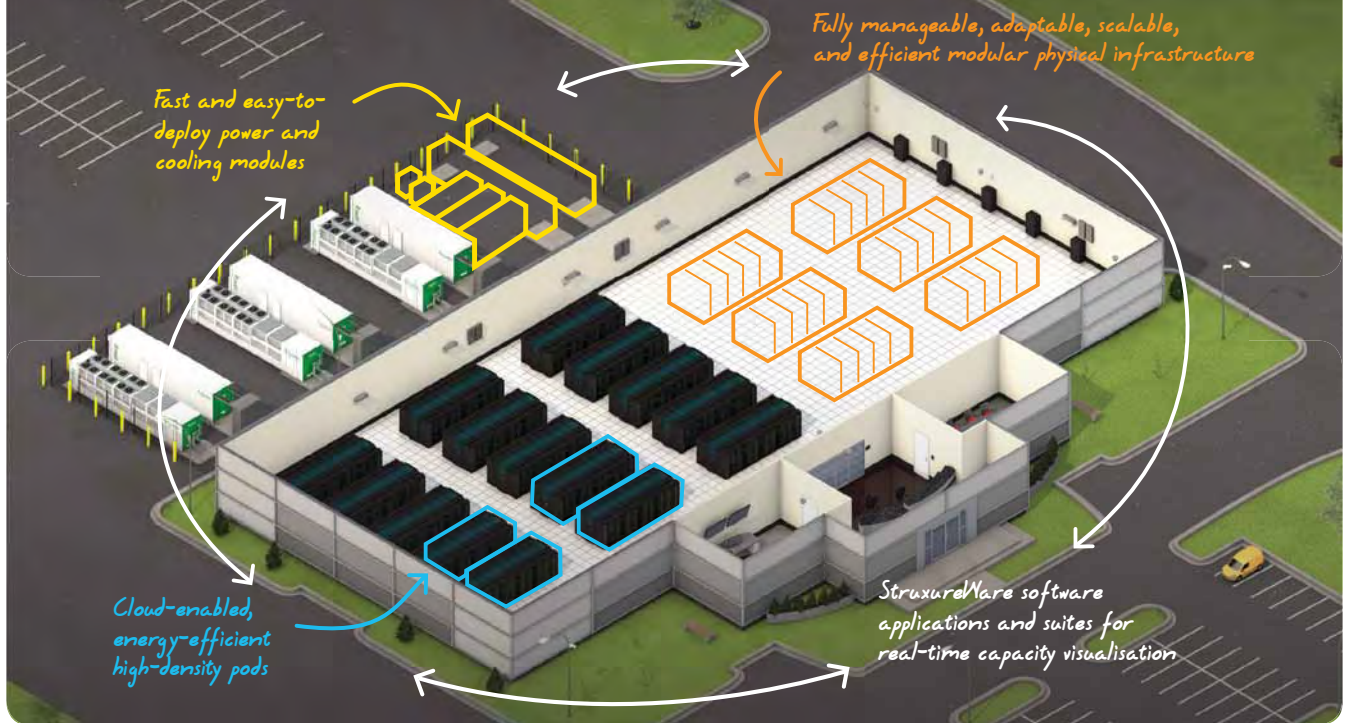 Fully manageable, adaptable, scalable,
and efficient modular physical infrastructure
Fast and easy-to-
deploy power and
cooling modules
Cloud-enabled,
energy-efficient
high-density pods
StruxureWare software
applications and suites for
real-time capacity visualisation